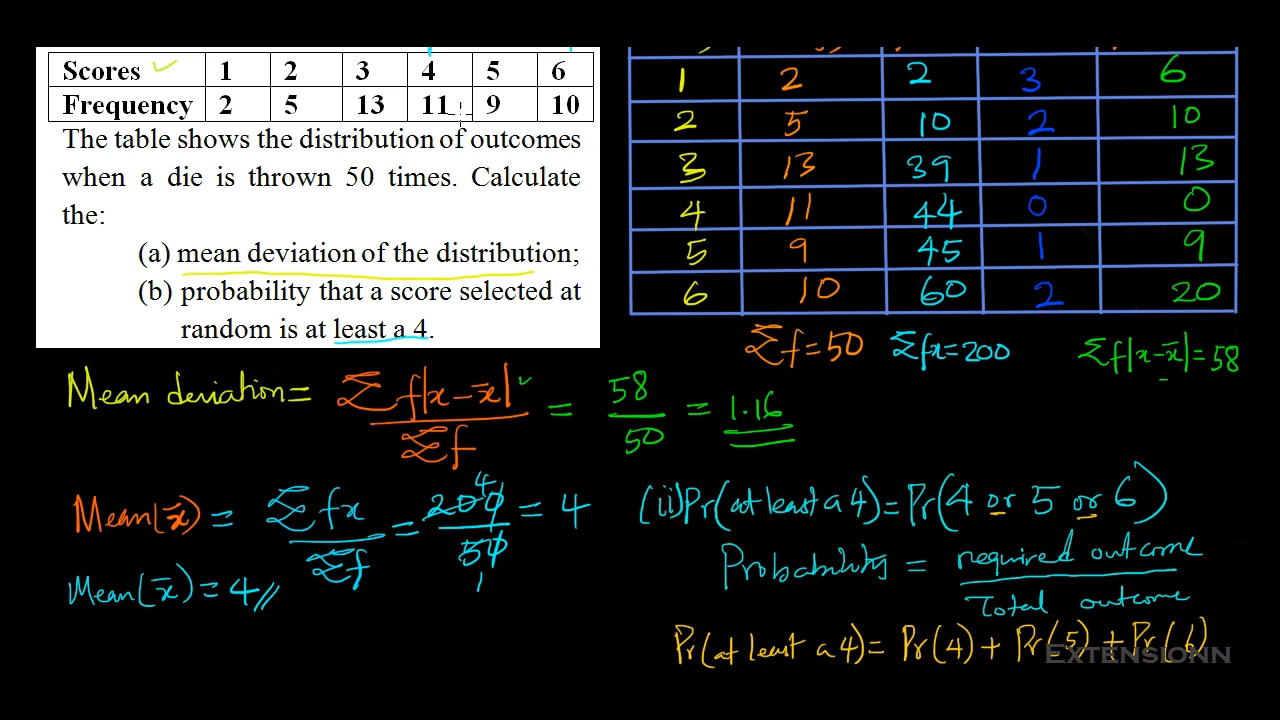 Scores 1 2 3 4 5 6
Frequency 2 5 13 11 9 10
The table shows the distribution of outcomes
when a die is thrown 50 times. Calculate
the:
(a) mean deviation of the distribution;
(b) probability that a score selected at
random is at least a 4.
1 2 2 3 6
2 5 10 2 10
3 13 39 1 13
4 11 44 0 0
5 9 45 1 9
6 10 60 2 20
Σf=50 Σfx=200 Σf|x-x̄|=58
Mean deviation= Σf|x-x̄| / Σf = 58/50 = 1.16
Mean(x̄) = Σfx / Σf = 200/50 = 4
4
1
Mean(x̄)=4//
(ii)Pr(at least a 4)=Pr(4 or 5 or 6)
Probability = required outcome / Total outcome
Pr(at least a 4)= Pr(4)+ Pr(5) + Pr(6)
Extensionn